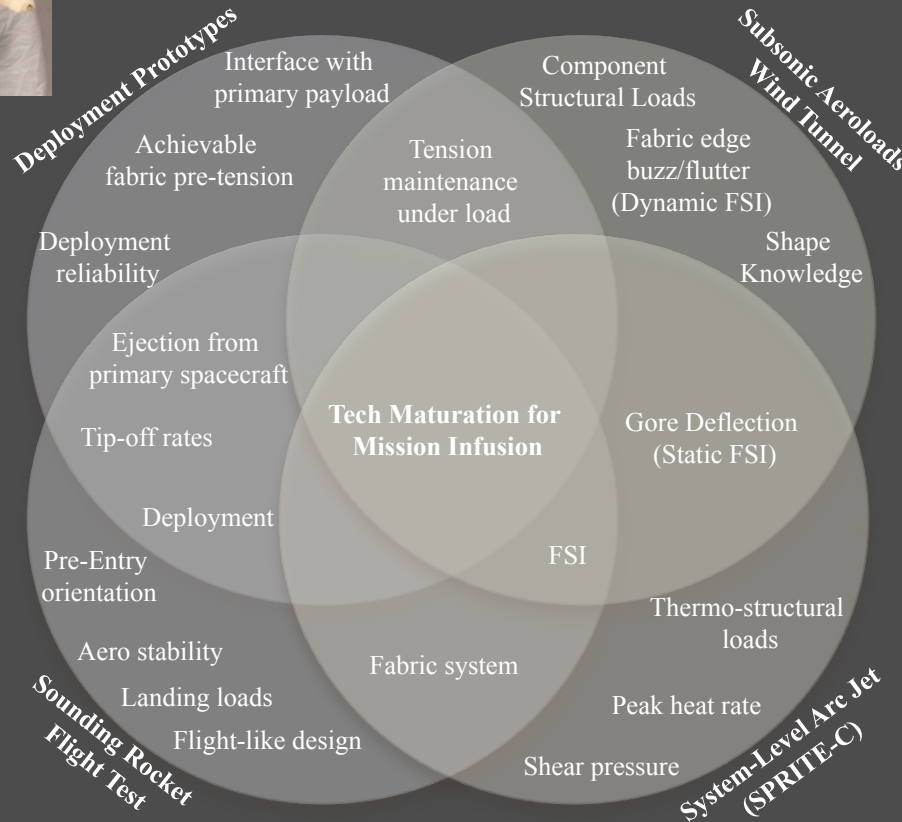 Deployment Prototypes
Subsonic Aeroloads
Wind Tunnel
Interface with
primary payload
Component
Structural Loads
Achievable
fabric pre-tension
Tension
maintenance
under load
Fabric edge
buzz/flutter
(Dynamic FSI)
Deployment
reliability
Shape
Knowledge
Ejection from
primary spacecraft
Tip-off rates
Tech Maturation for
Mission Infusion
Gore Deflection
(Static FSI)
Deployment
FSI
Pre-Entry
orientation
Thermo-structural
loads
Aero stability
Fabric system
Landing loads
Peak heat rate
Flight-like design
Shear pressure
Sounding Rocket
Flight Test
System-Level Arc Jet
(SPRITE-C)